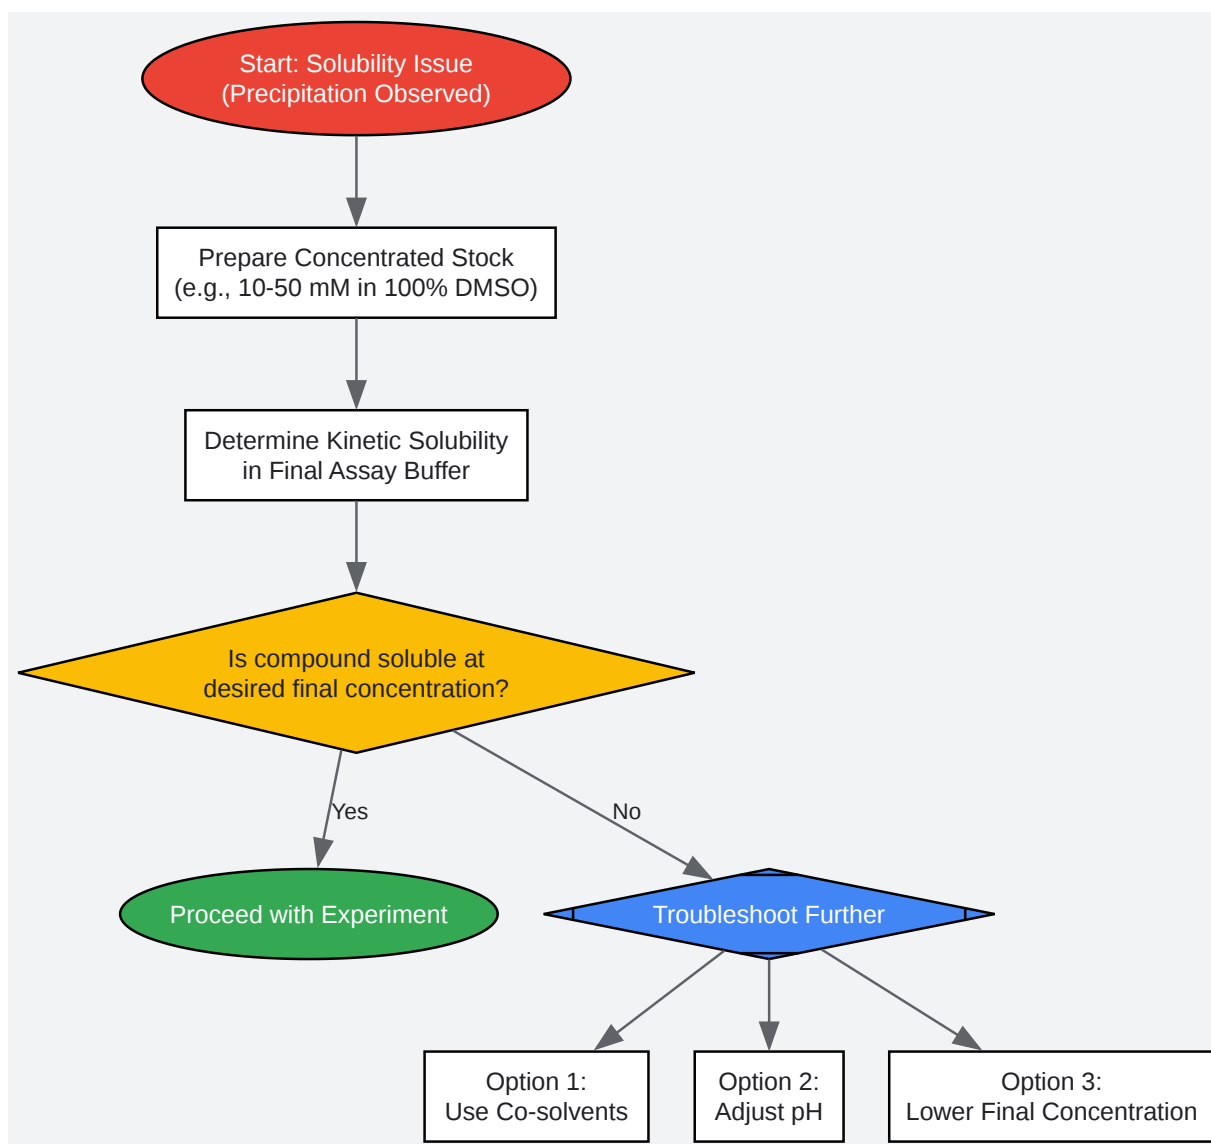 Start: Solubility Issue
(Precipitation Observed)
Prepare Concentrated Stock
(e.g., 10-50 mM in 100% DMSO)
Determine Kinetic Solubility
in Final Assay Buffer
Is compound soluble at
desired final concentration?
Yes
No
Proceed with Experiment
Troubleshoot Further
Option 1:
Use Co-solvents
Option 2:
Adjust pH
Option 3:
Lower Final Concentration